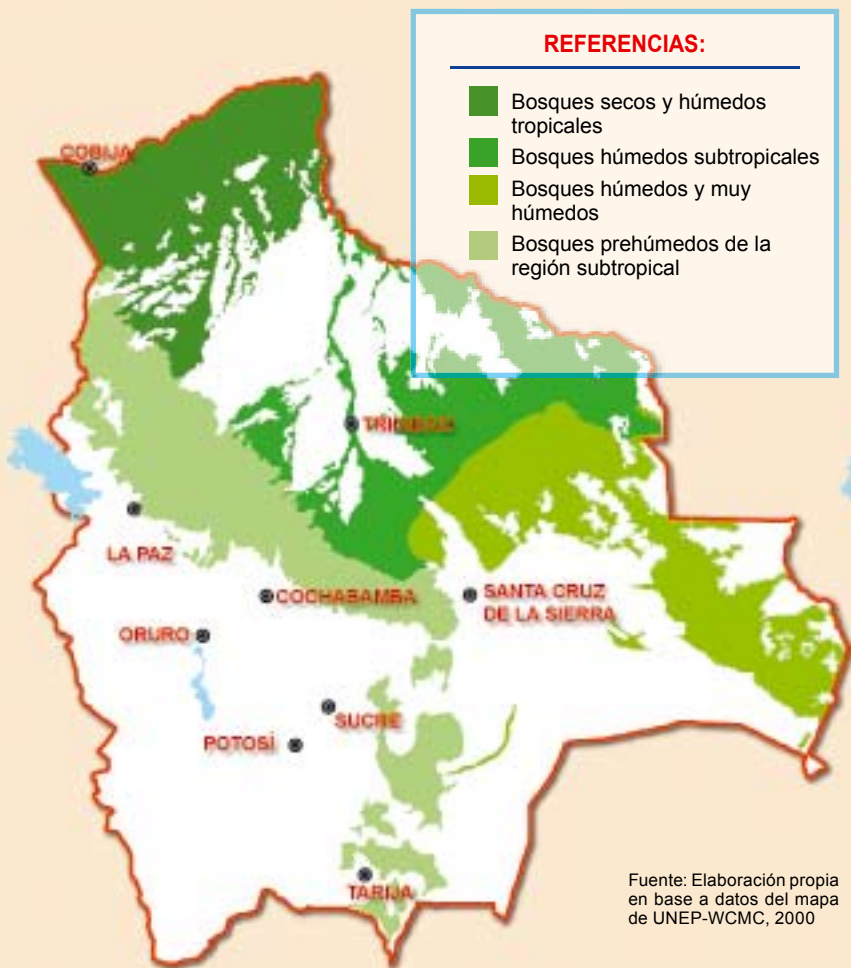 REFERENCIAS:
Bosques secos y húmedos
tropicales
Bosques húmedos subtropicales
Bosques húmedos y muy
húmedos
Bosques prehúmedos de la
región subtropical
COBIJA
TRINIDAD
LA PAZ
COCHABAMBA
SANTA CRUZ
DE LA SIERRA
ORURO
SUCRE
POTOSÍ
TARIJA
Fuente: Elaboración propia
en base a datos del mapa
de UNEP-WCMC, 2000